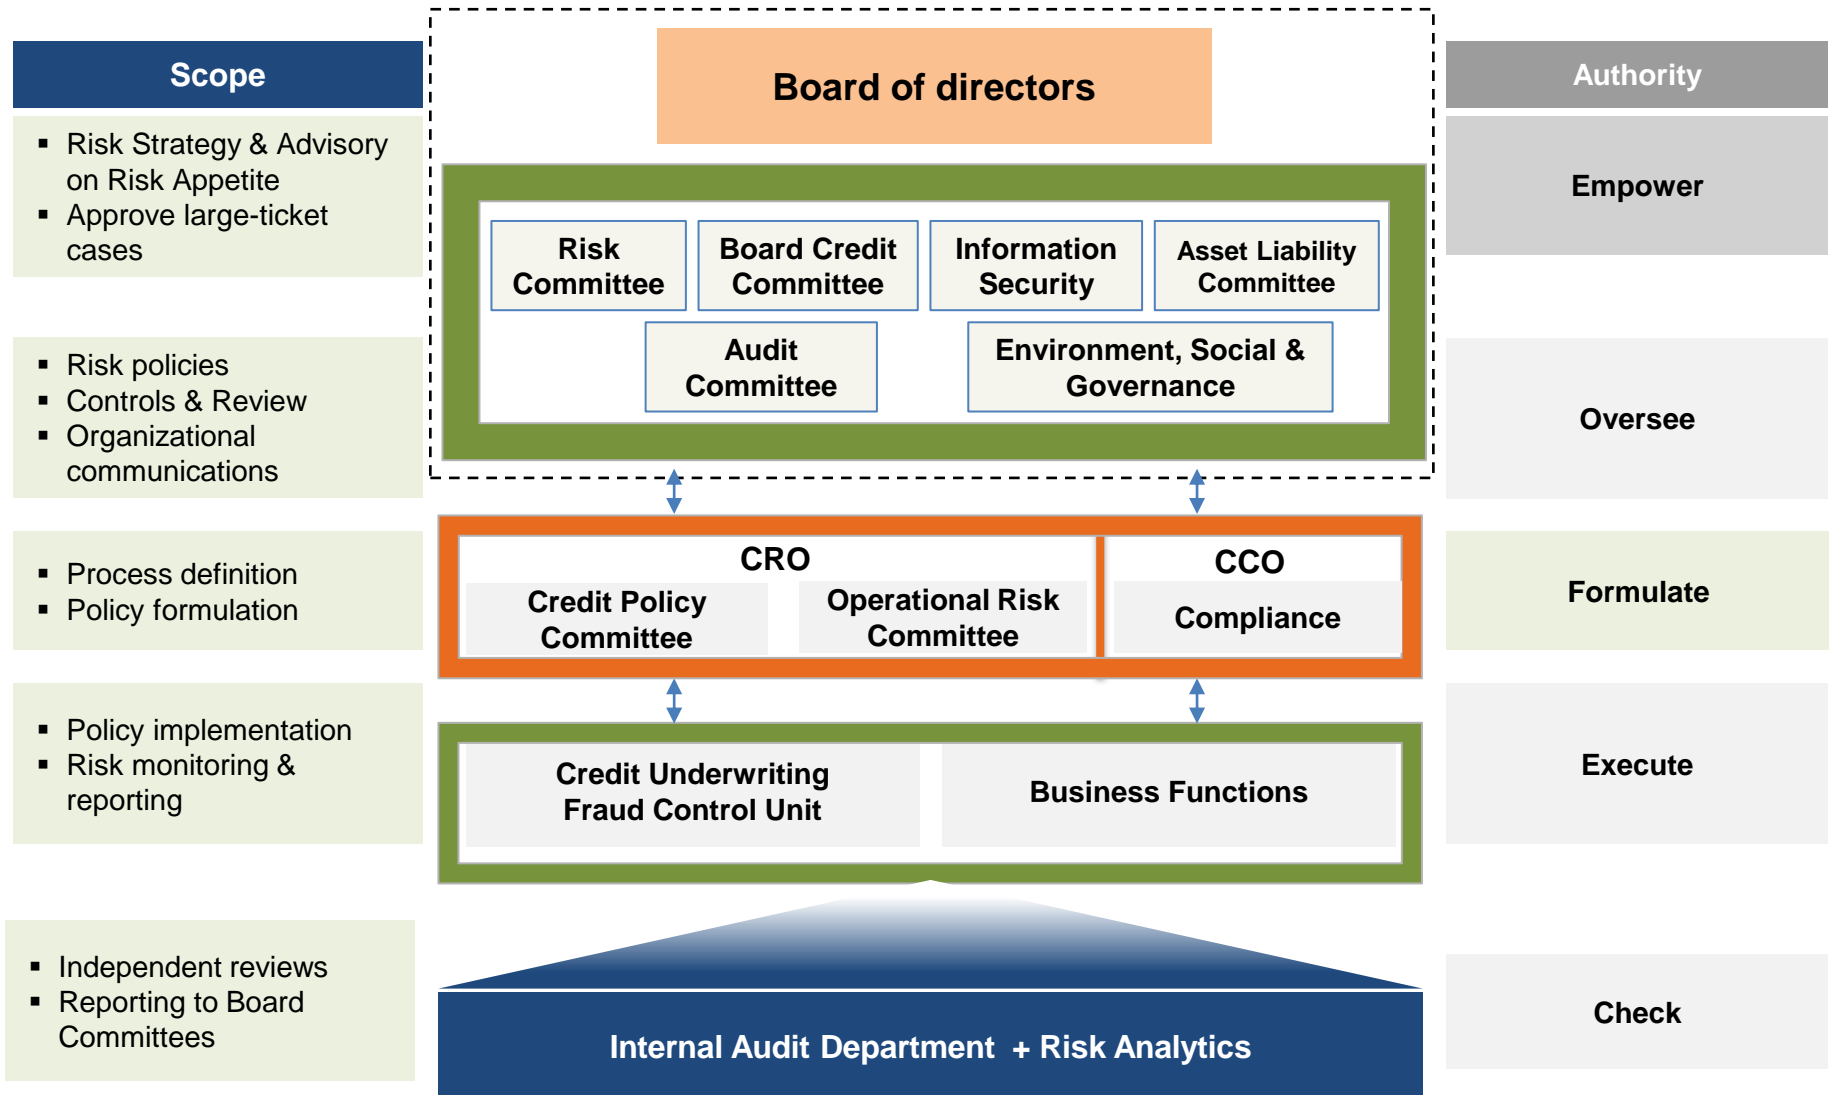 Scope
Board of directors
Authority
▪ Risk Strategy & Advisory
on Risk Appetite
▪ Approve large-ticket
cases
Empower
Risk
Committee
Board Credit
Committee
Information
Security
Asset Liability
Committee
Audit
Committee
Environment, Social &
Governance
▪ Risk policies
▪ Controls & Review
▪ Organizational
communications
Oversee
▪ Process definition
▪ Policy formulation
CRO
Credit Policy
Committee
Operational Risk
Committee
CCO
Compliance
Formulate
▪ Policy implementation
▪ Risk monitoring &
reporting
Credit Underwriting
Fraud Control Unit
Business Functions
Execute
▪ Independent reviews
▪ Reporting to Board
Committees
Internal Audit Department + Risk Analytics
Check